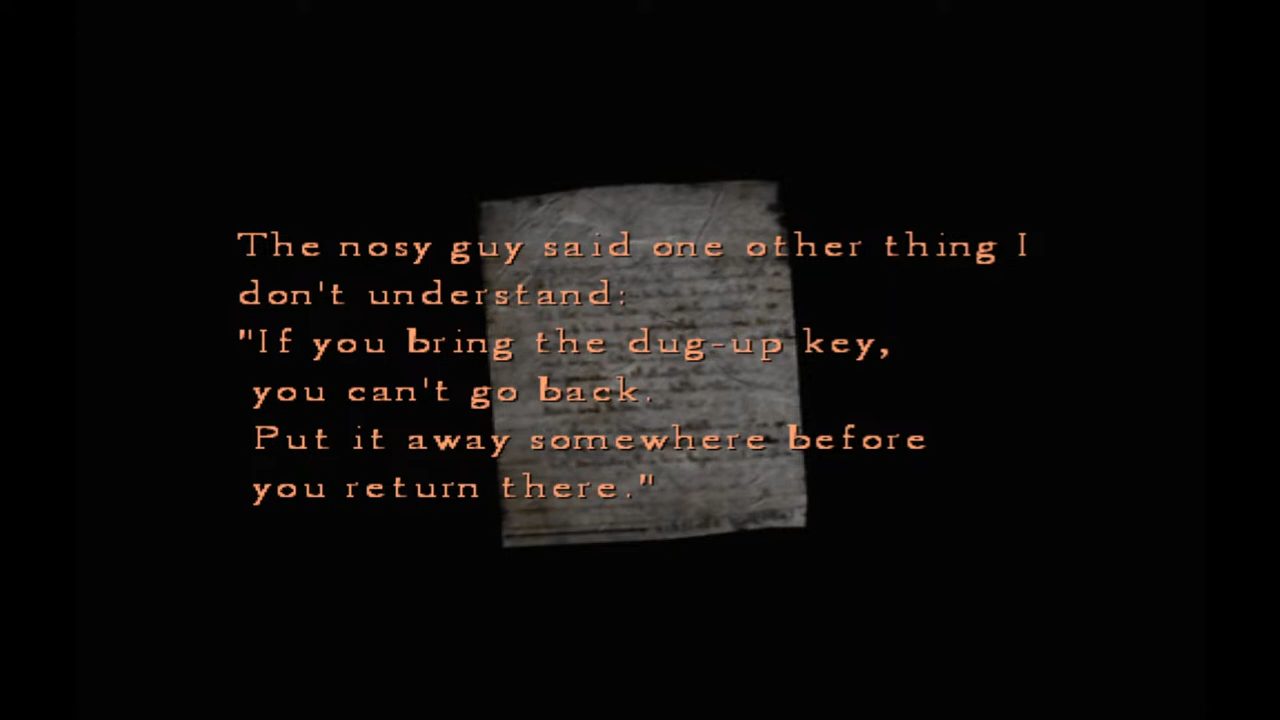 The nosy guy said one other thing I
don't understand:
"If you bring the dug-up key,
you can't go back.
Put it away somewhere before
you return there."